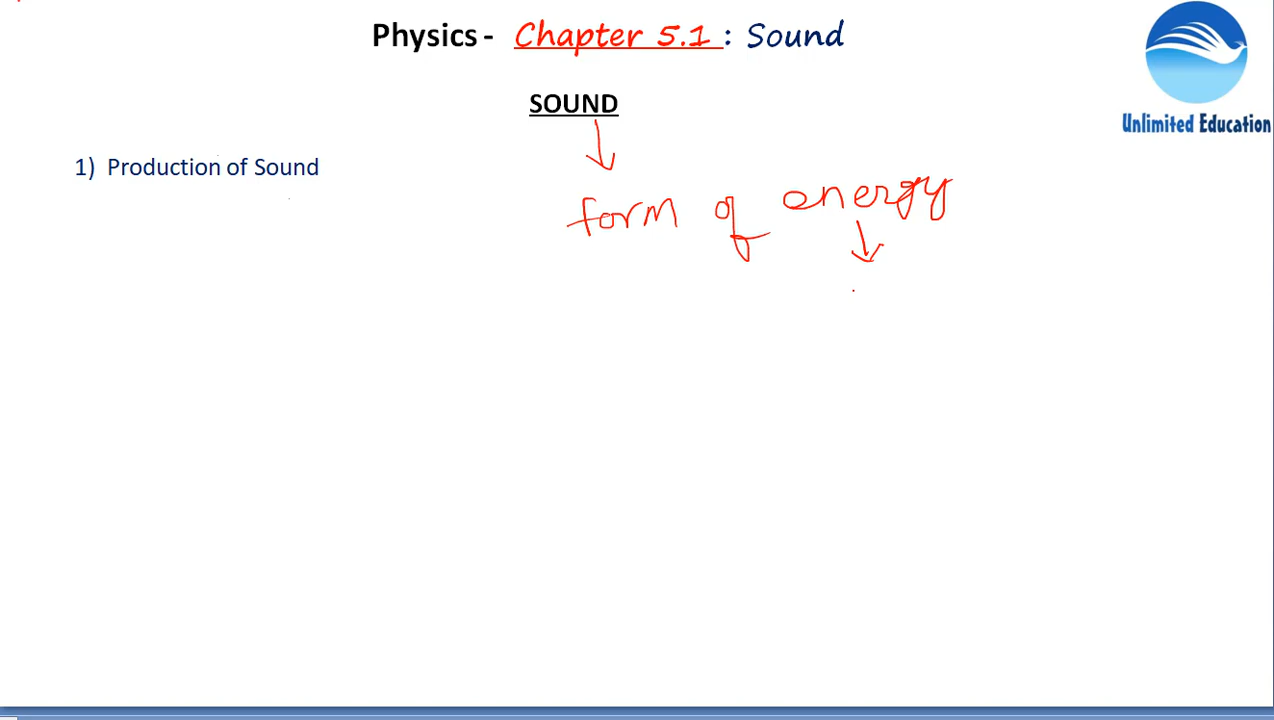 Physics - Chapter 5.1 : Sound
Unlimited Education
SOUND
1) Production of Sound
form of energy